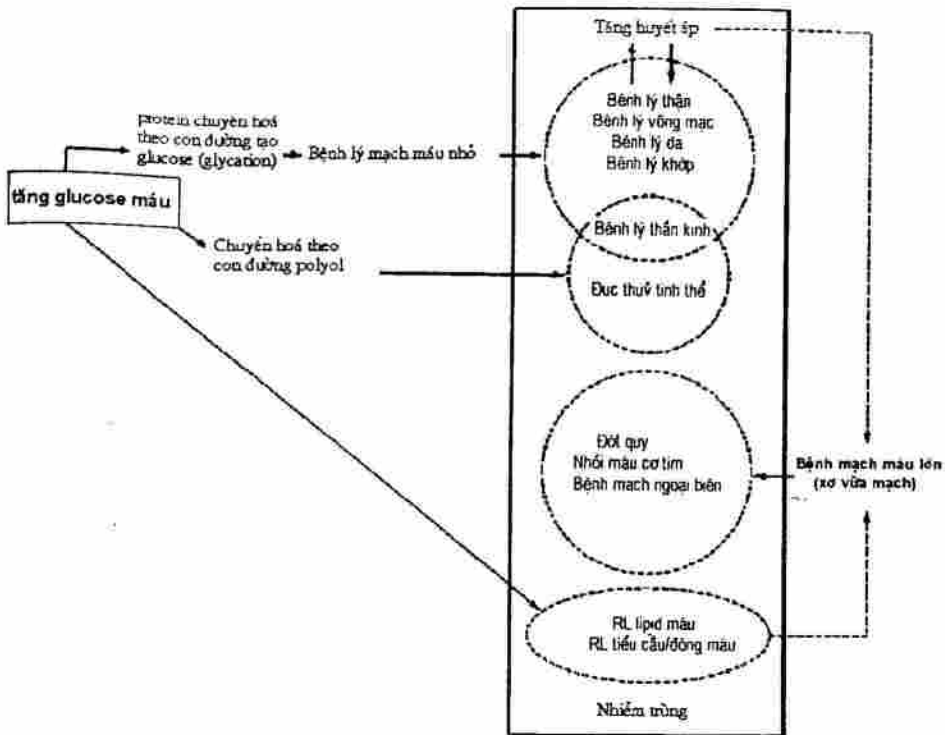 Tăng huyết áp
Bệnh lý thận
Bệnh lý võng mạc
Bệnh lý da
Bệnh lý khớp
protein chuyên hoá
theo con đường tạo
glucose (glycation)
Bệnh lý mạch máu nhỏ
tăng glucose máu
Bệnh lý thần kinh
Chuyên hoá theo
con đường polyol
Đục thuỷ tinh thể
Đột quy
Nhồi máu cơ tim
Bệnh mạch ngoại biên
Bệnh mạch máu lớn
(xơ vữa mạch)
RL lipid máu
RL tiểu cầu/đông máu
Nhiễm trùng